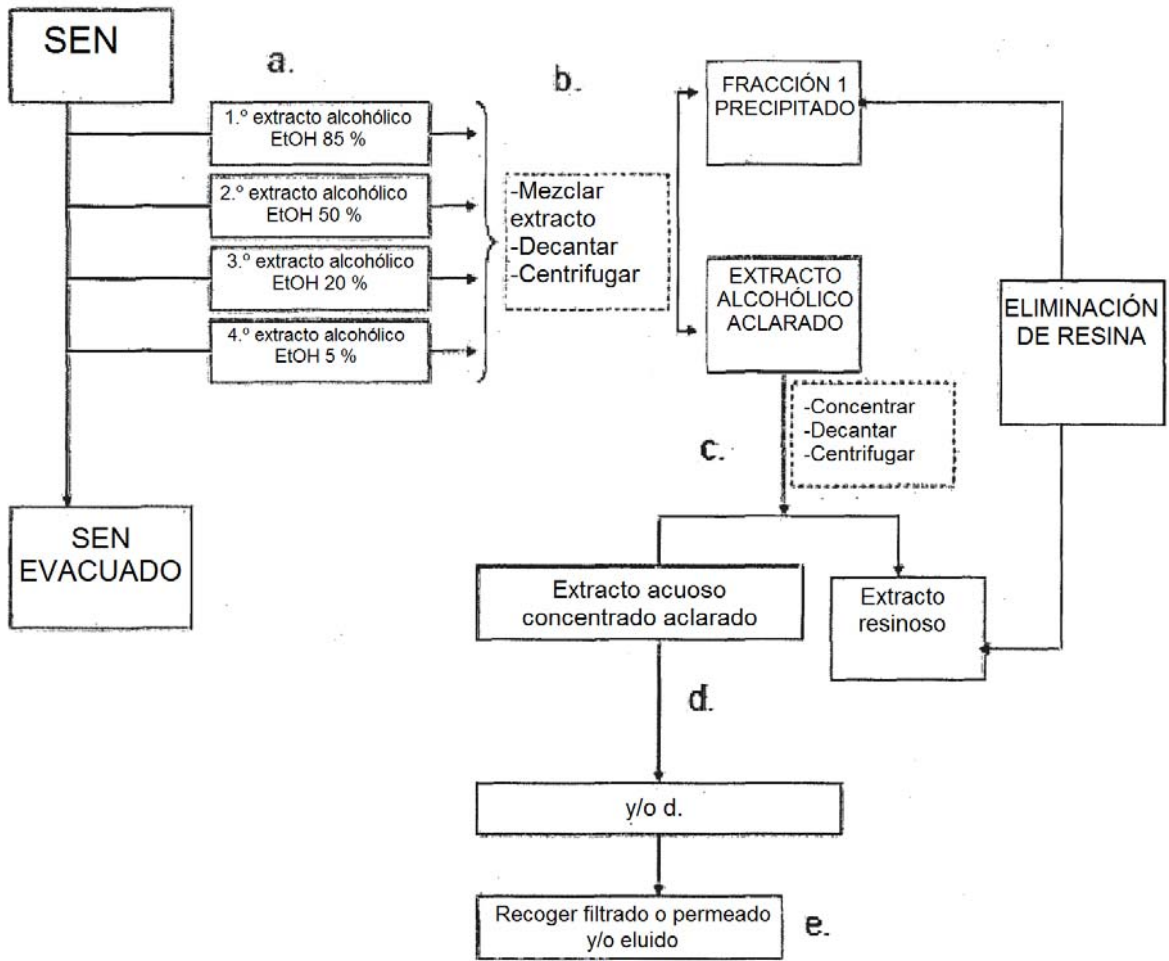 SEN
a.
1.º extracto alcohólico
EtOH 85 %
2.º extracto alcohólico
EtOH 50 %
3.º extracto alcohólico
EtOH 20 %
4.º extracto alcohólico
EtOH 5 %
SEN
EVACUADO
b.
-Mezclar
extracto
-Decantar
-Centrifugar
FRACCIÓN 1
PRECIPITADO
EXTRACTO
ALCOHÓLICO
ACLARADO
ELIMINACIÓN
DE RESINA
c.
-Concentrar
-Decantar
-Centrifugar
Extracto acuoso
concentrado aclarado
Extracto
resinoso
d.
y/o d.
Recoger filtrado o permeado
y/o eluido
e.